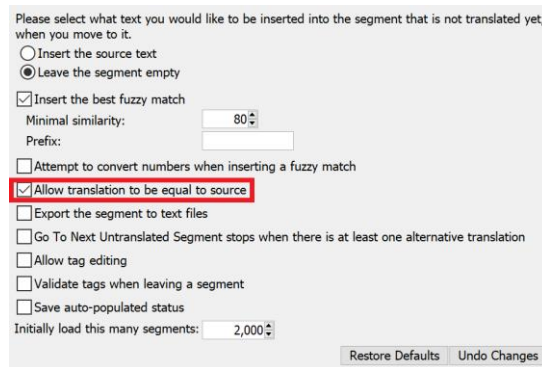 Please select what text you would like to be inserted into the segment that is not translated yet,
when you move to it.
Insert the source text
Leave the segment empty
Insert the best fuzzy match
Minimal similarity: 80
Prefix:
Attempt to convert numbers when inserting a fuzzy match
Allow translation to be equal to source
Export the segment to text files
Go To Next Untranslated Segment stops when there is at least one alternative translation
Allow tag editing
Validate tags when leaving a segment
Save auto-populated status
Initially load this many segments: 2,000
Restore Defaults Undo Changes